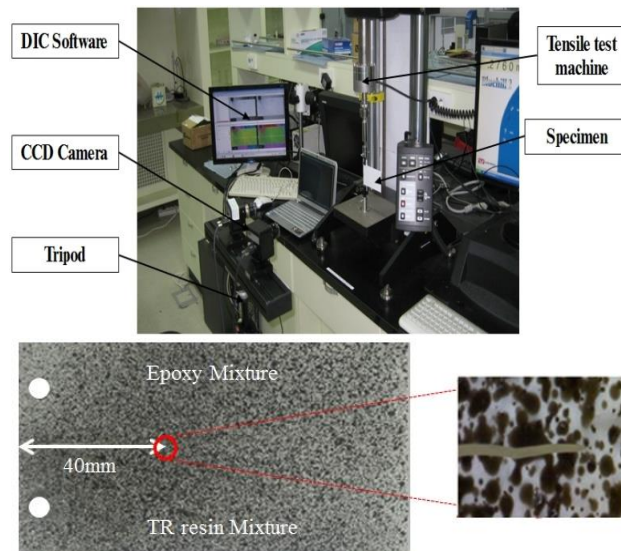 DIC Software
CCD Camera
Tripod
Tensile test
machine
Specimen
Epoxy Mixture
40mm
TR resin Mixture